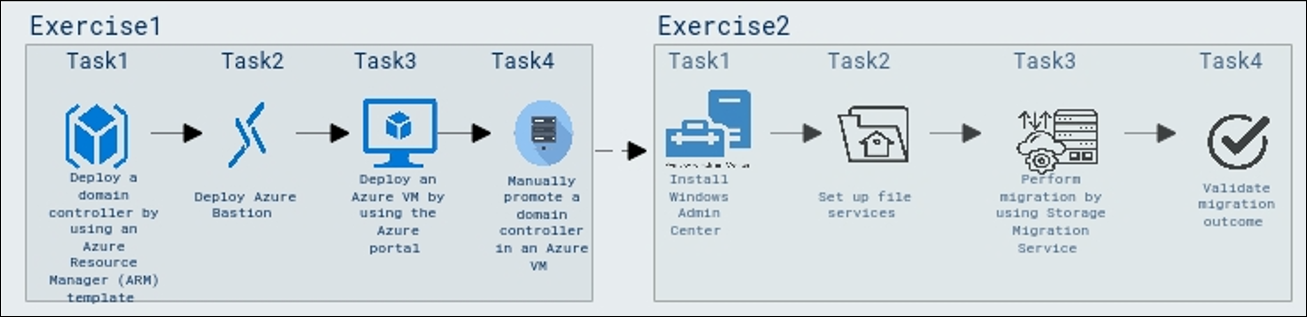 Exercise1
Task1
Task2
Task3
Task4
Deploy a
domain
controller by
using an
Azure
Resource
Manager (ARM)
template
Deploy Azure
Bastion
Deploy an
Azure VM by
using the
Azure
portal
Manually
promote a
domain
controller
in an Azure
VM
Exercise2
Task1
Task2
Task3
Task4
Install
Windows
Admin
Center
Set up file
services
Perform
migration by
using Storage
Migration
Service
Validate
migration
outcome